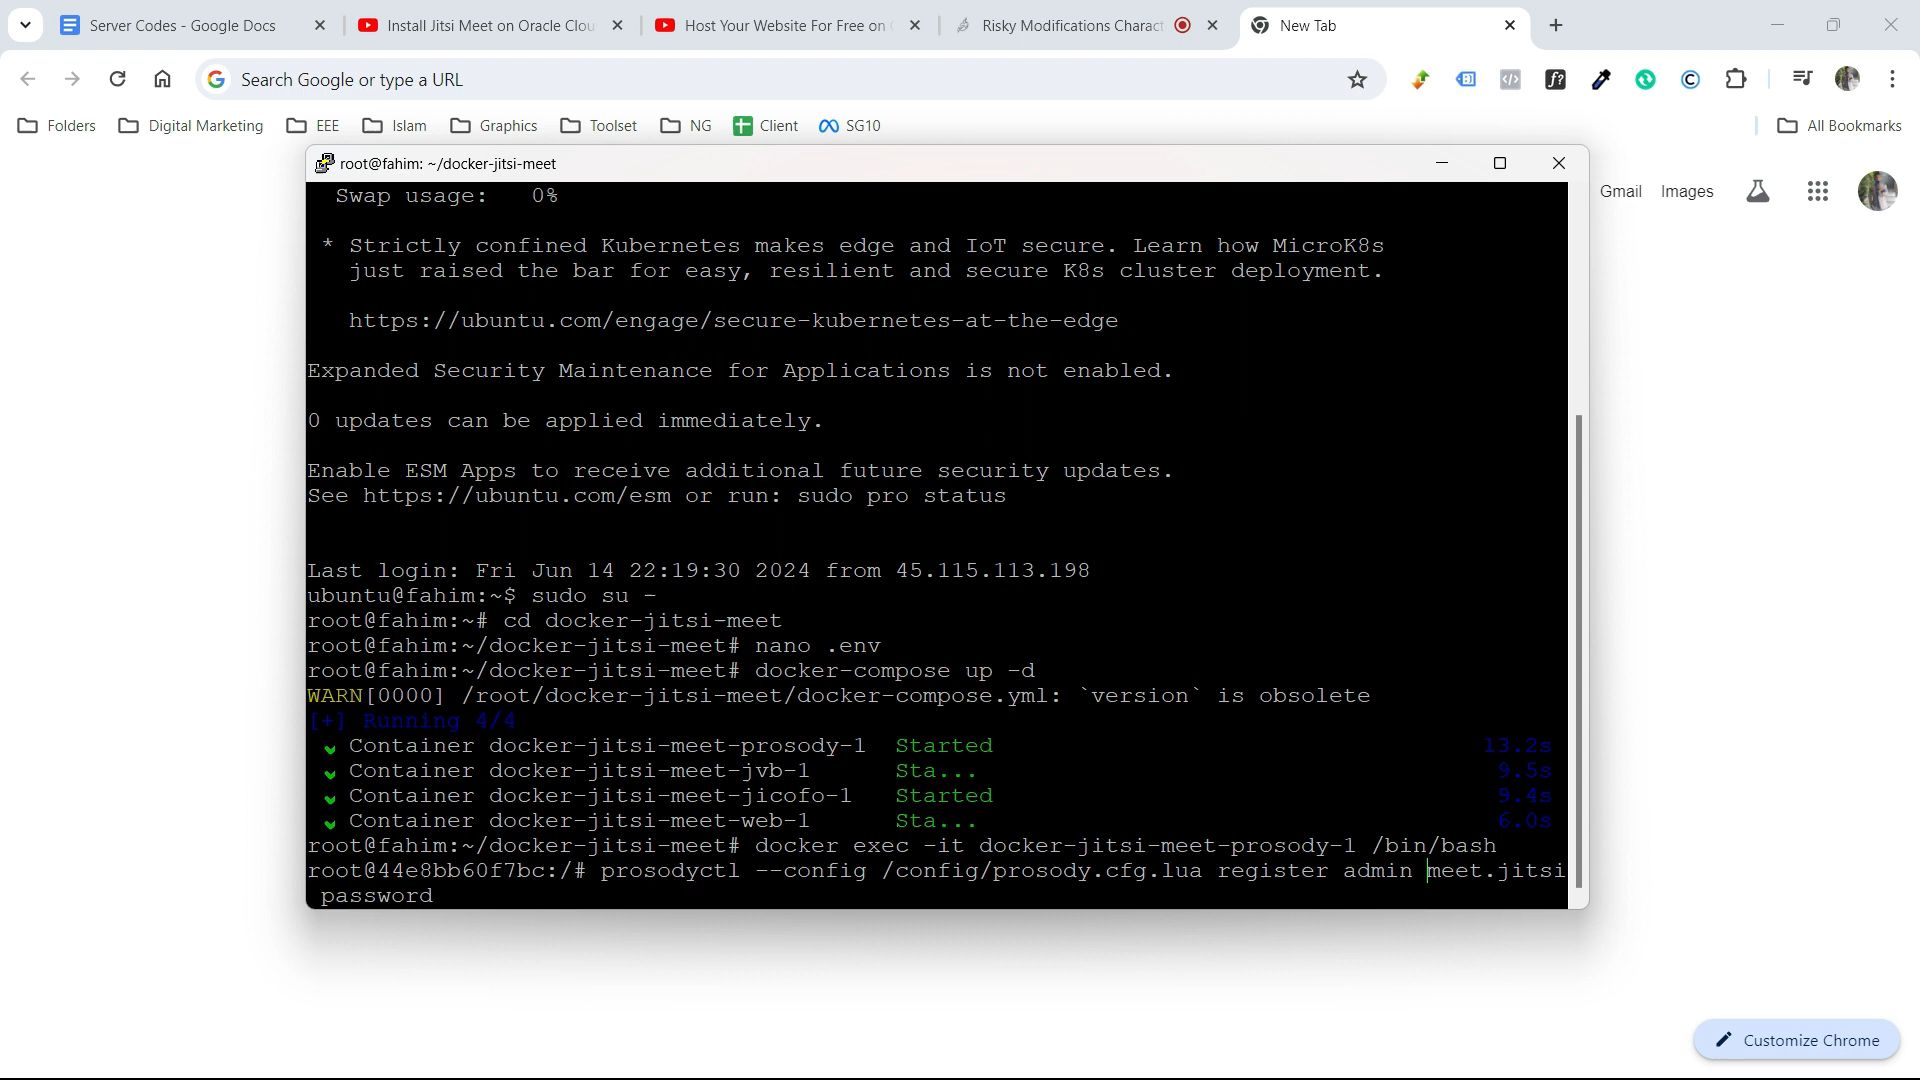 Server Codes - Google Docs
Install Jitsi Meet on Oracle Clou
Host Your Website For Free on
Risky Modifications Charact
New Tab
Search Google or type a URL
Folders
Digital Marketing
EEE
Islam
Graphics
Toolset
NG
Client
SG10
All Bookmarks
root@fahim: ~/docker-jitsi-meet
Gmail
Images
Swap usage:   0%
* Strictly confined Kubernetes makes edge and IoT secure. Learn how MicroK8s
just raised the bar for easy, resilient and secure K8s cluster deployment.
https://ubuntu.com/engage/secure-kubernetes-at-the-edge
Expanded Security Maintenance for Applications is not enabled.
0 updates can be applied immediately.
Enable ESM Apps to receive additional future security updates.
See https://ubuntu.com/esm or run: sudo pro status
Last login: Fri Jun 14 22:19:30 2024 from 45.115.113.198
ubuntu@fahim:~$ sudo su -
root@fahim:~# cd docker-jitsi-meet
root@fahim:~/docker-jitsi-meet# nano .env
root@fahim:~/docker-jitsi-meet# docker-compose up -d
WARN[0000] /root/docker-jitsi-meet/docker-compose.yml: `version` is obsolete
[+] Running 4/4
Container docker-jitsi-meet-prosody-1  Started  13.2s
Container docker-jitsi-meet-jvb-1      Sta...  9.5s
Container docker-jitsi-meet-jicofo-1   Started  9.4s
Container docker-jitsi-meet-web-1      Sta...  6.0s
root@fahim:~/docker-jitsi-meet# docker exec -it docker-jitsi-meet-prosody-1 /bin/bash
root@44e8bb60f7bc:/# prosodyctl --config /config/prosody.cfg.lua register admin meet.jitsi
password
Customize Chrome